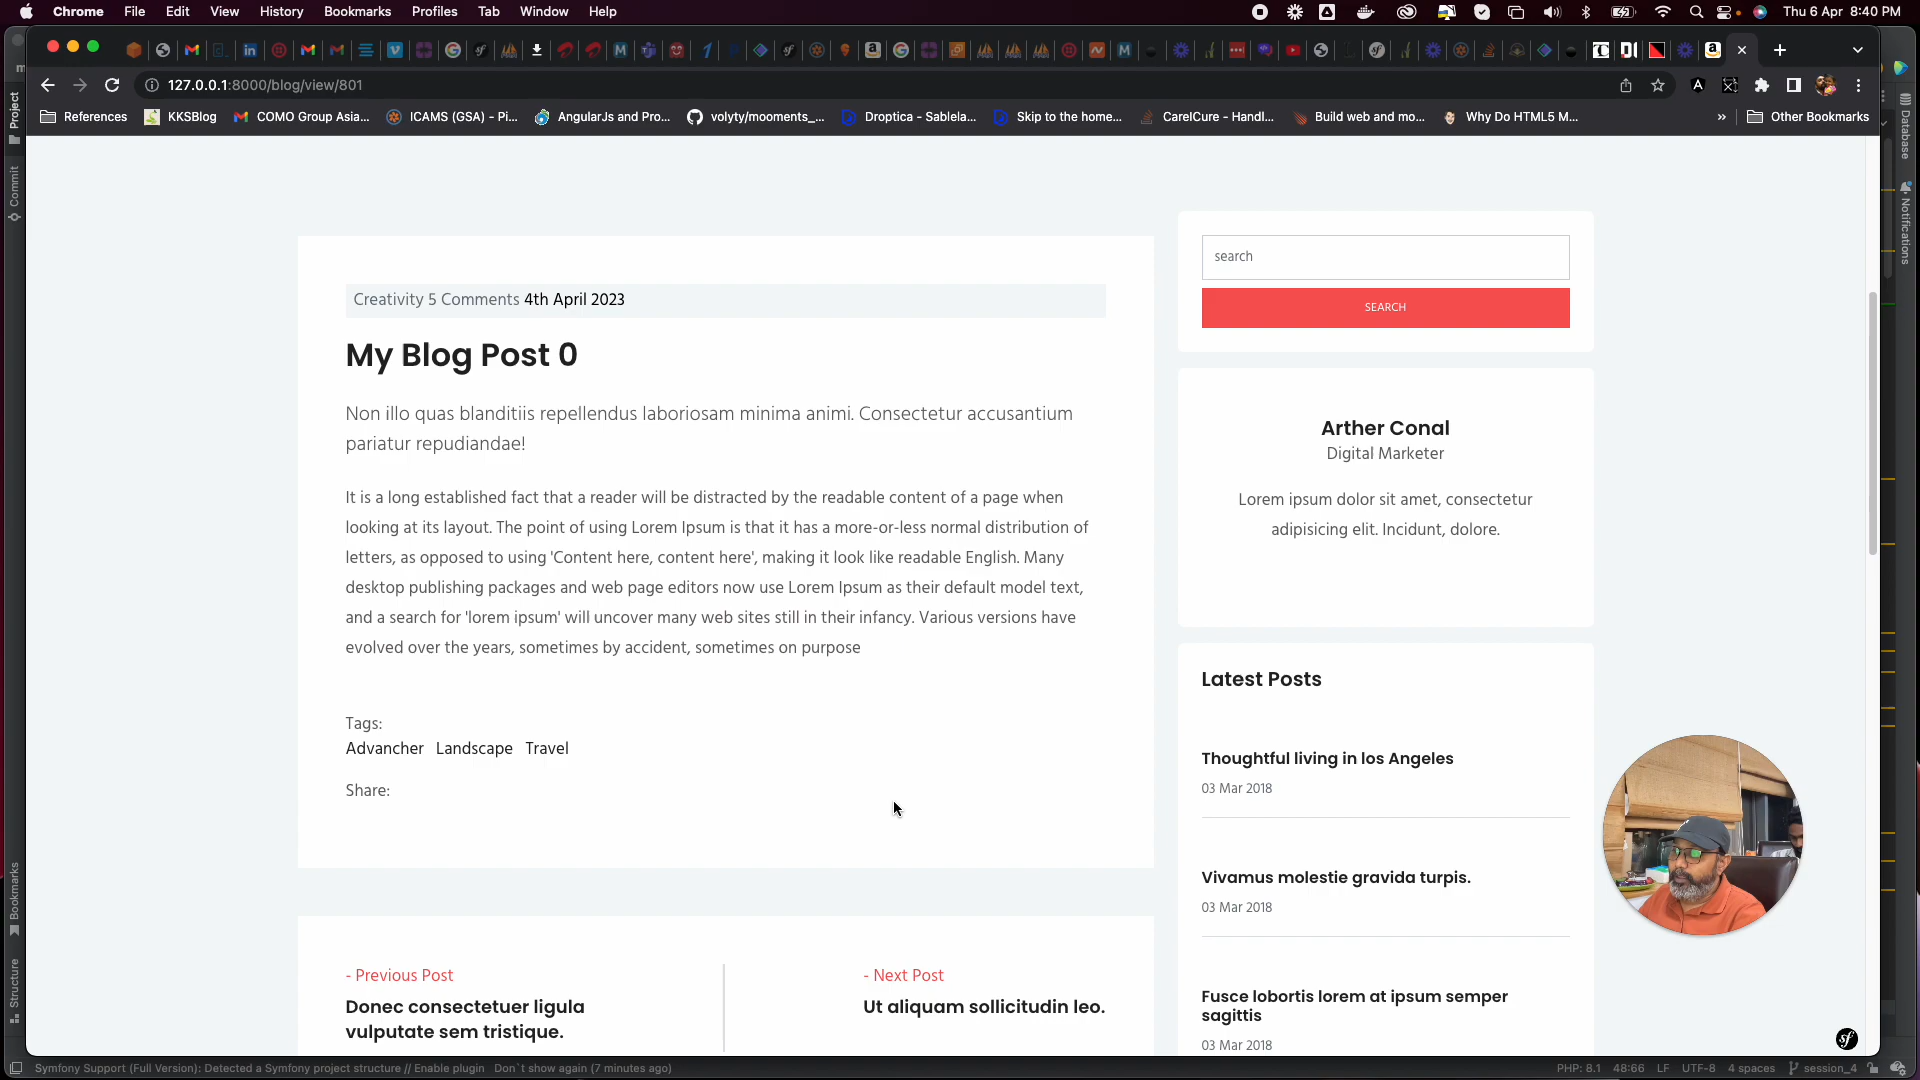 Chrome File Edit View History Bookmarks Profiles Tab Window Help
Thu 6 Apr 8:40 PM
127.0.0.1:8000/blog/view/801
References KKSBlog COMO Group Asia... ICAMS (GSA) - Pi... AngularJs and Pro... volyty/mooments_... Droptica - Sablela... Skip to the home... CarelCure - Handl... Build web and mo... Why Do HTML5 M... » Other Bookmarks
Project
Commit
Bookmarks
Structure
Database
Notifications
Creativity 5 Comments 4th April 2023
My Blog Post 0
Non illo quas blanditiis repellendus laboriosam minima animi. Consectetur accusantium
pariatur repudiandae!
It is a long established fact that a reader will be distracted by the readable content of a page when
looking at its layout. The point of using Lorem Ipsum is that it has a more-or-less normal distribution of
letters, as opposed to using 'Content here, content here', making it look like readable English. Many
desktop publishing packages and web page editors now use Lorem Ipsum as their default model text,
and a search for 'lorem ipsum' will uncover many web sites still in their infancy. Various versions have
evolved over the years, sometimes by accident, sometimes on purpose
Tags:
Advancher Landscape Travel
Share:
- Previous Post
Donec consectetuer ligula
vulputate sem tristique.
- Next Post
Ut aliquam sollicitudin leo.
search
SEARCH
Arther Conal
Digital Marketer
Lorem ipsum dolor sit amet, consectetur
adipisicing elit. Incidunt, dolore.
Latest Posts
Thoughtful living in los Angeles
03 Mar 2018
Vivamus molestie gravida turpis.
03 Mar 2018
Fusce lobortis lorem at ipsum semper
sagittis
03 Mar 2018
Symfony Support (Full Version): Detected a Symfony project structure // Enable plugin Don`t show again (7 minutes ago)
PHP: 8.1 48:66 LF UTF-8 4 spaces session_4